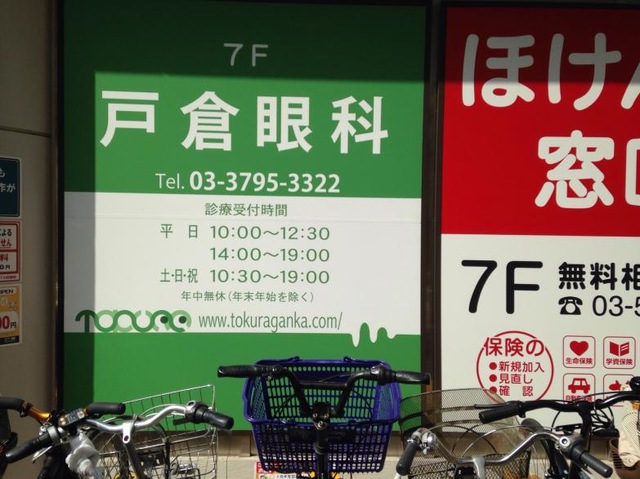 7F
戸倉眼科
Tel. 03-3795-3322
診療受付時間
平 日 10:00〜12:30
14:00〜19:00
土・日・祝 10:30〜19:00
年中無休（年末年始を除く）
www.tokuraganka.com/
ほけん
窓口
7F 無料相
☎ 03-5
保険の
●新規加入
●見直し
●確認
生命保険
学資保険